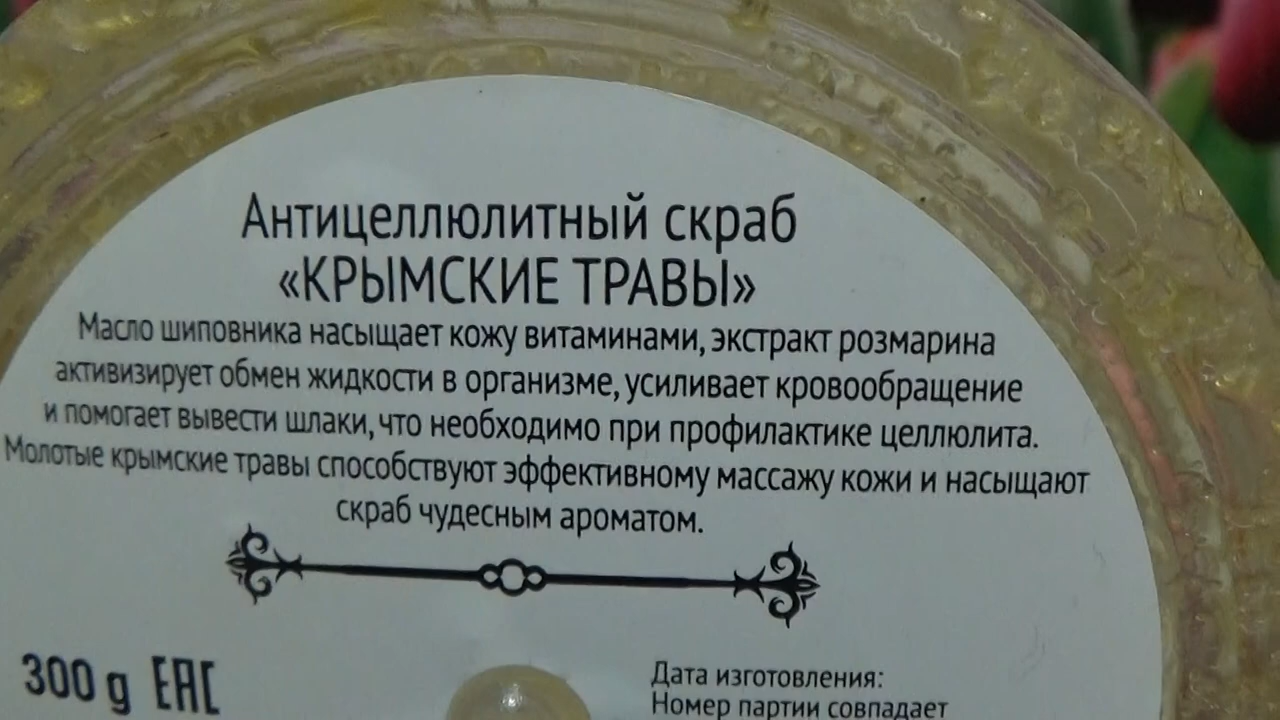 Антицеллюлитный скраб
«КРЫМСКИЕ ТРАВЫ»
Масло шиповника насыщает кожу витаминами, экстракт розмарина
активизирует обмен жидкости в организме, усиливает кровообращение
и помогает вывести шлаки, что необходимо при профилактике целлюлита.
Молотые крымские травы способствуют эффективному массажу кожи и насыщают
скраб чудесным ароматом.
300 g EAC
Дата изготовления:
Номер партии совпадает